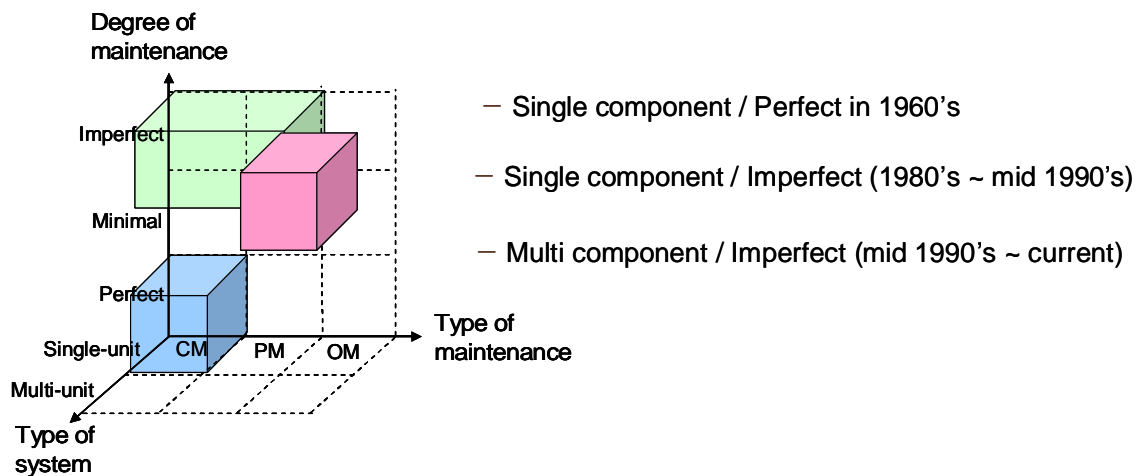 Degree of
maintenance
Imperfect
Minimal
Perfect
Single-unit
Multi-unit
CM
PM
OM
Type of
maintenance
Type of
system
– Single component / Perfect in 1960's
– Single component / Imperfect (1980's ~ mid 1990's)
– Multi component / Imperfect (mid 1990's ~ current)